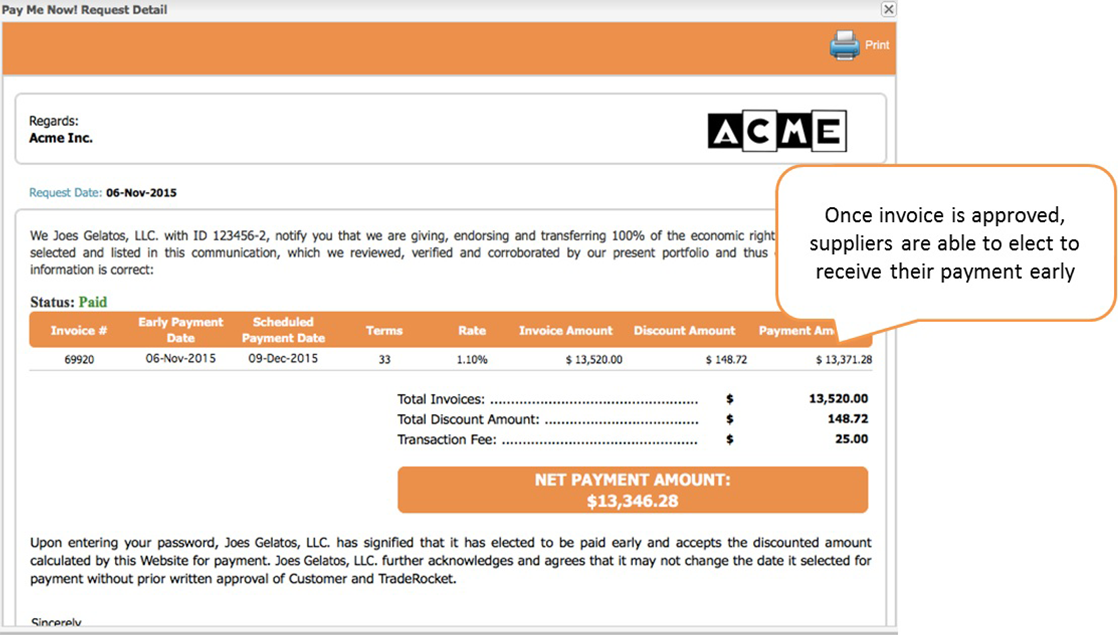 Pay Me Now! Request Detail
Print
Regards:
Acme Inc.
ACME
Request Date: 06-Nov-2015
We Joes Gelatos, LLC. with ID 123456-2, notify you that we are giving, endorsing and transferring 100% of the economic right
selected and listed in this communication, which we reviewed, verified and corroborated by our present portfolio and thus
information is correct:
Once invoice is approved,
suppliers are able to elect to
receive their payment early
Status: Paid
Invoice # Early Payment Date Scheduled Payment Date Terms Rate Invoice Amount Discount Amount Payment Am
69920 06-Nov-2015 09-Dec-2015 33 1.10% $ 13,520.00 $ 148.72 $ 13,371.28
Total Invoices: ................................................... $ 13,520.00
Total Discount Amount: ...................................... $ 148.72
Transaction Fee: ................................................ $ 25.00
NET PAYMENT AMOUNT:
$13,346.28
Upon entering your password, Joes Gelatos, LLC. has signified that it has elected to be paid early and accepts the discounted amount
calculated by this Website for payment. Joes Gelatos, LLC. further acknowledges and agrees that it may not change the date it selected for
payment without prior written approval of Customer and TradeRocket.
Sincerely